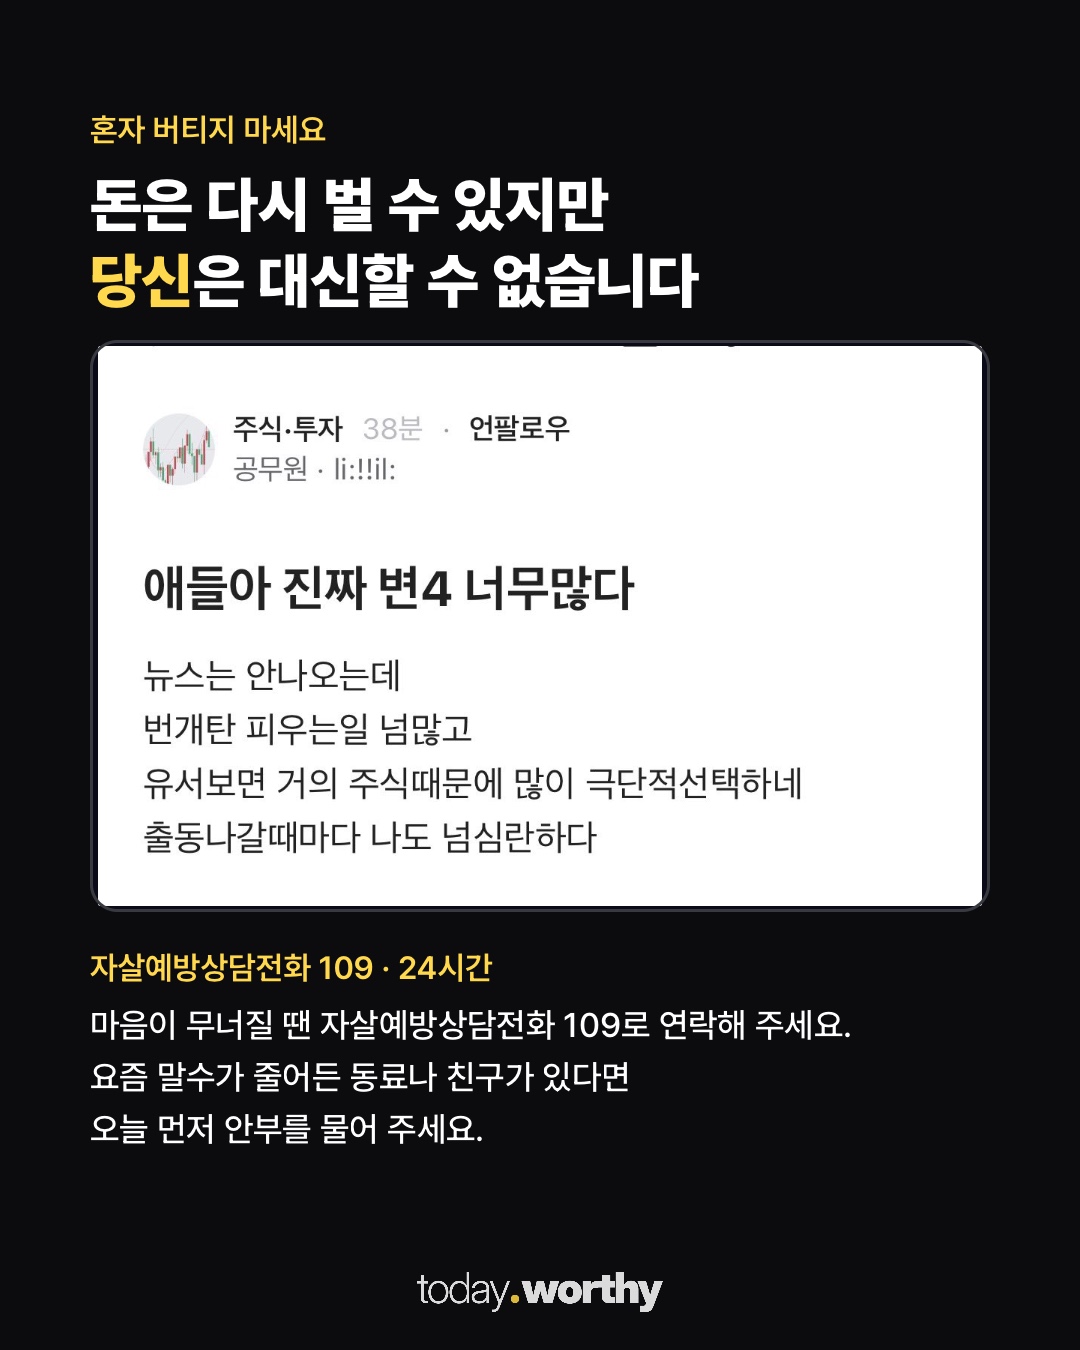 혼자 버티지 마세요
돈은 다시 벌 수 있지만
당신은 대신할 수 없습니다
주식·투자 38분 · 언팔로우
공무원 · li:!!il:
애들아 진짜 변4 너무많다
뉴스는 안나오는데
번개탄 피우는일 넘많고
유서보면 거의 주식때문에 많이 극단적선택하네
출동나갈때마다 나도 넘심란하다
자살예방상담전화 109 · 24시간
마음이 무너질 땐 자살예방상담전화 109로 연락해 주세요.
요즘 말수가 줄어든 동료나 친구가 있다면
오늘 먼저 안부를 물어 주세요.
today.worthy